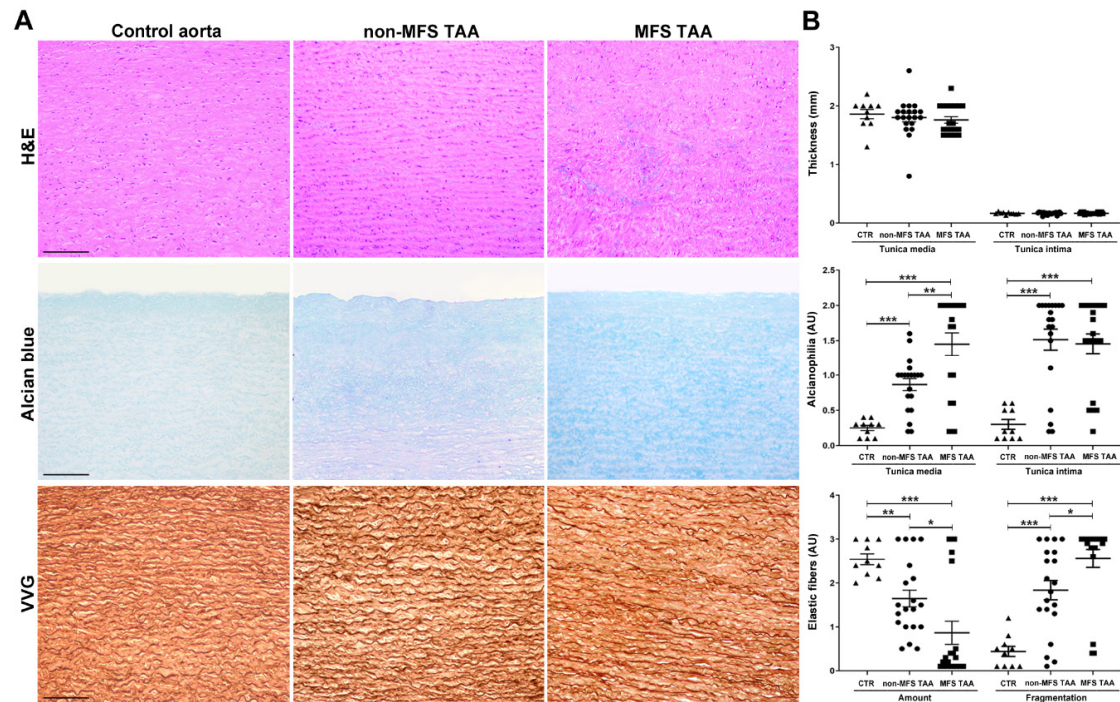 A
Control aorta
non-MFS TAA
MFS TAA
H&E
Alcian blue
VVG
B
Thickness (mm)
3
2
1
0
CTR non-MFS TAA MFS TAA
CTR non-MFS TAA MFS TAA
Tunica media
Tunica intima
Alcianophilia (AU)
2.5
2.0
1.5
1.0
0.5
0.0
***
**
***
***
***
CTR non-MFS TAA MFS TAA
CTR non-MFS TAA MFS TAA
Tunica media
Tunica intima
Elastic fibers (AU)
4
3
2
1
0
***
**
*
***
***
*
CTR non-MFS TAA MFS TAA
CTR non-MFS TAA MFS TAA
Amount
Fragmentation